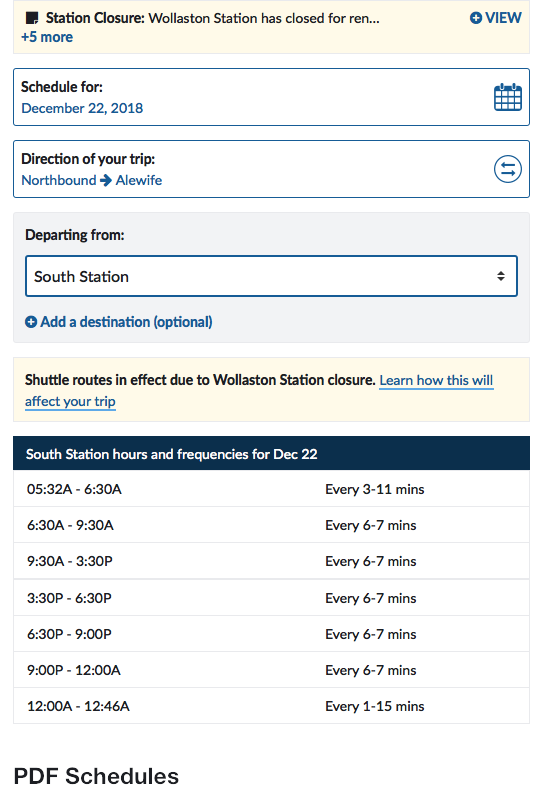 Station Closure: Wollaston Station has closed for ren...
VIEW
+5 more
Schedule for:
December 22, 2018
Direction of your trip:
Northbound → Alewife
Departing from:
South Station
Add a destination (optional)
Shuttle routes in effect due to Wollaston Station closure. Learn how this will
affect your trip
South Station hours and frequencies for Dec 22
05:32A - 6:30A Every 3-11 mins
6:30A - 9:30A Every 6-7 mins
9:30A - 3:30P Every 6-7 mins
3:30P - 6:30P Every 6-7 mins
6:30P - 9:00P Every 6-7 mins
9:00P - 12:00A Every 6-7 mins
12:00A - 12:46A Every 1-15 mins
PDF Schedules